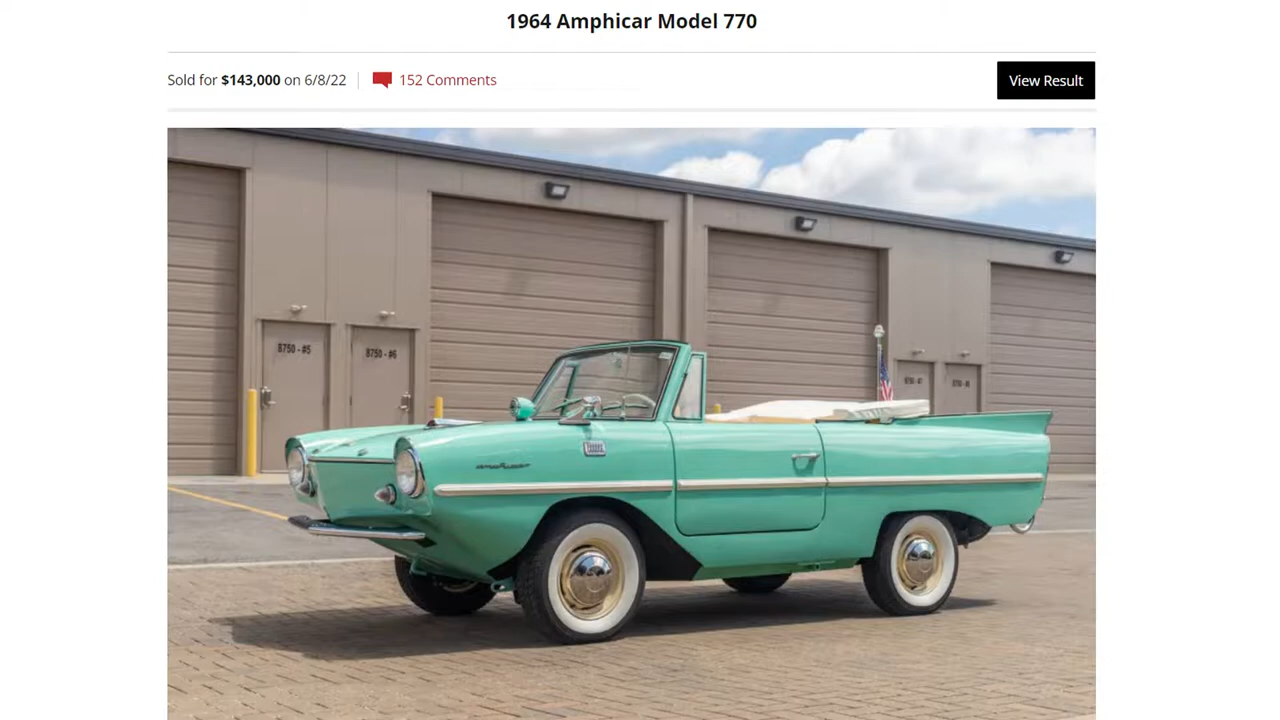 1964 Amphicar Model 770
Sold for $143,000 on 6/8/22
152 Comments
View Result
8750 - #5
8750 - #6
amphicar